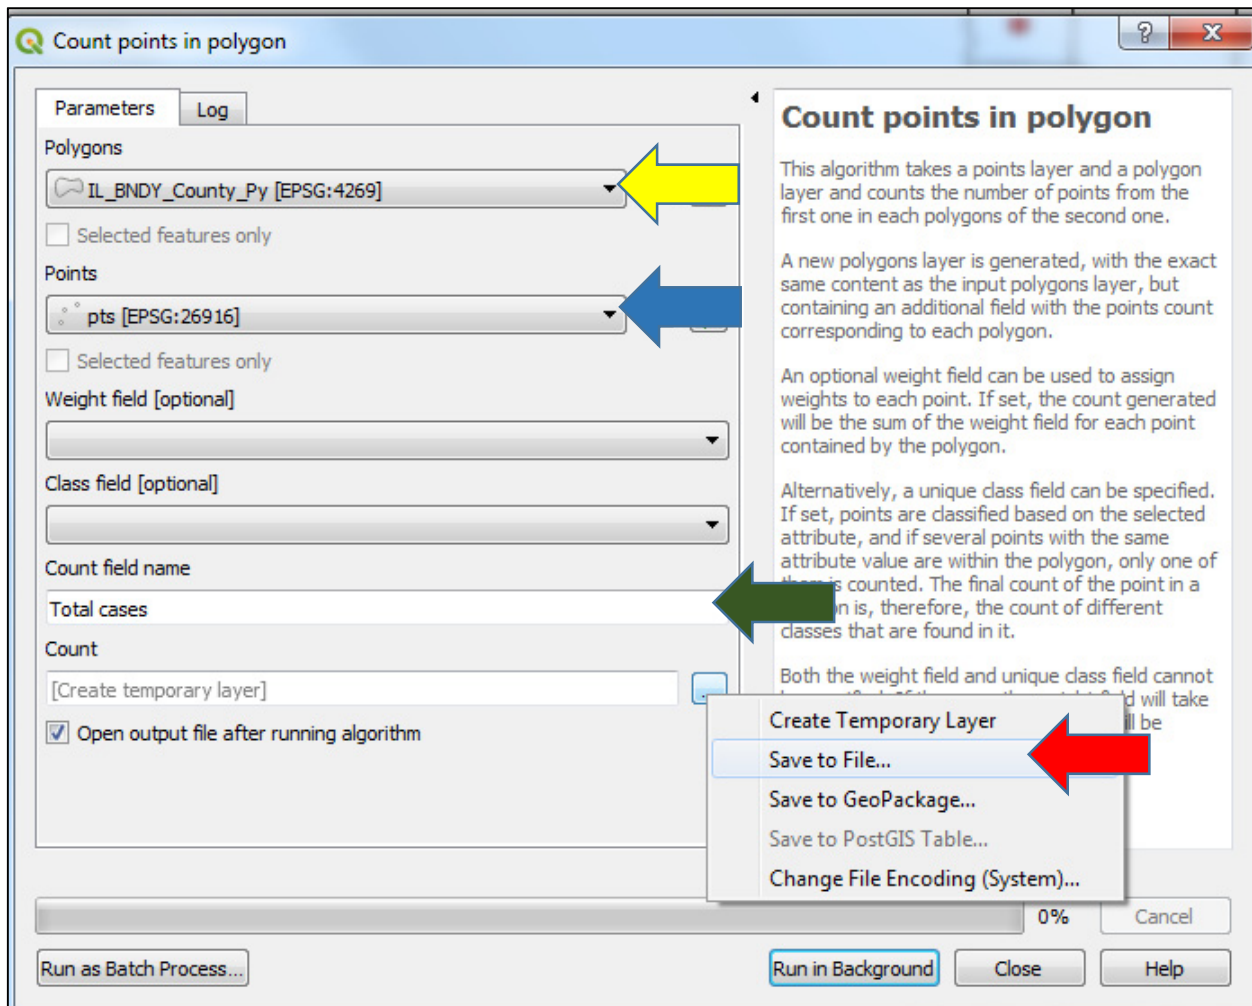 Count points in polygon
Parameters
Log
Polygons
IL_BNDY_County_Py [EPSG:4269]
Selected features only
Points
pts [EPSG:26916]
Selected features only
Weight field [optional]
Class field [optional]
Count field name
Total cases
Count
[Create temporary layer]
Open output file after running algorithm
Create Temporary Layer
Save to File...
Save to GeoPackage...
Save to PostGIS Table...
Change File Encoding (System)...
Count points in polygon
This algorithm takes a points layer and a polygon
layer and counts the number of points from the
first one in each polygons of the second one.
A new polygons layer is generated, with the exact
same content as the input polygons layer, but
containing an additional field with the points count
corresponding to each polygon.
An optional weight field can be used to assign
weights to each point. If set, the count generated
will be the sum of the weight field for each point
contained by the polygon.
Alternatively, a unique class field can be specified.
If set, points are classified based on the selected
attribute, and if several points with the same
attribute value are within the polygon, only one of
is counted. The final count of the point in a
is, therefore, the count of different
classes that are found in it.
Both the weight field and unique class field cannot
will take
be
0%
Cancel
Run as Batch Process...
Run in Background
Close
Help